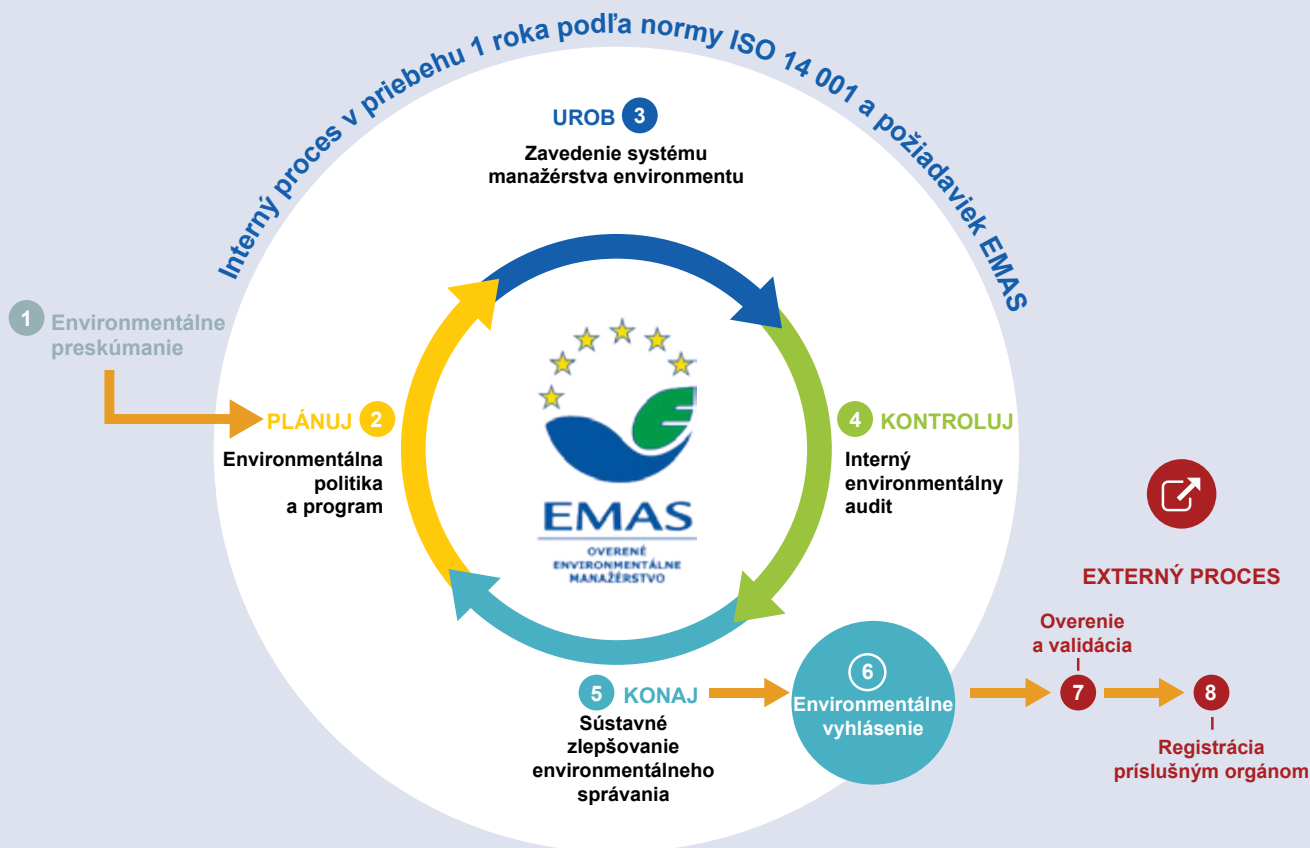 Interný proces v priebehu 1 roka podľa normy ISO 14 001 a požiadaviek EMAS
1 Environmentálne
preskúmanie
PLÁNUJ 2
Environmentálna
politika
a program
UROB 3
Zavedenie systému
manažérstva environmentu
4 KONTROLUJ
Interný
environmentálny
audit
EMAS
OVERENÉ
ENVIRONMENTÁLNE
MANAŽÉRSTVO
5 KONAJ
Sústavné
zlepšovanie
environmentálneho
správania
6
Environmentálne
vyhlásenie
EXTERNÝ PROCES
Overenie
a validácia
7
8
Registrácia
príslušným orgánom